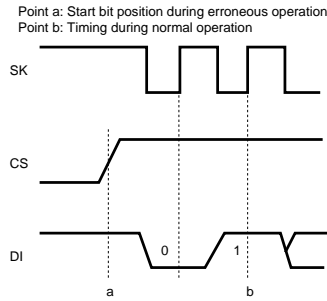 Point a: Start bit position during erroneous operation
Point b: Timing during normal operation
SK
CS
DI
0
1
a
b